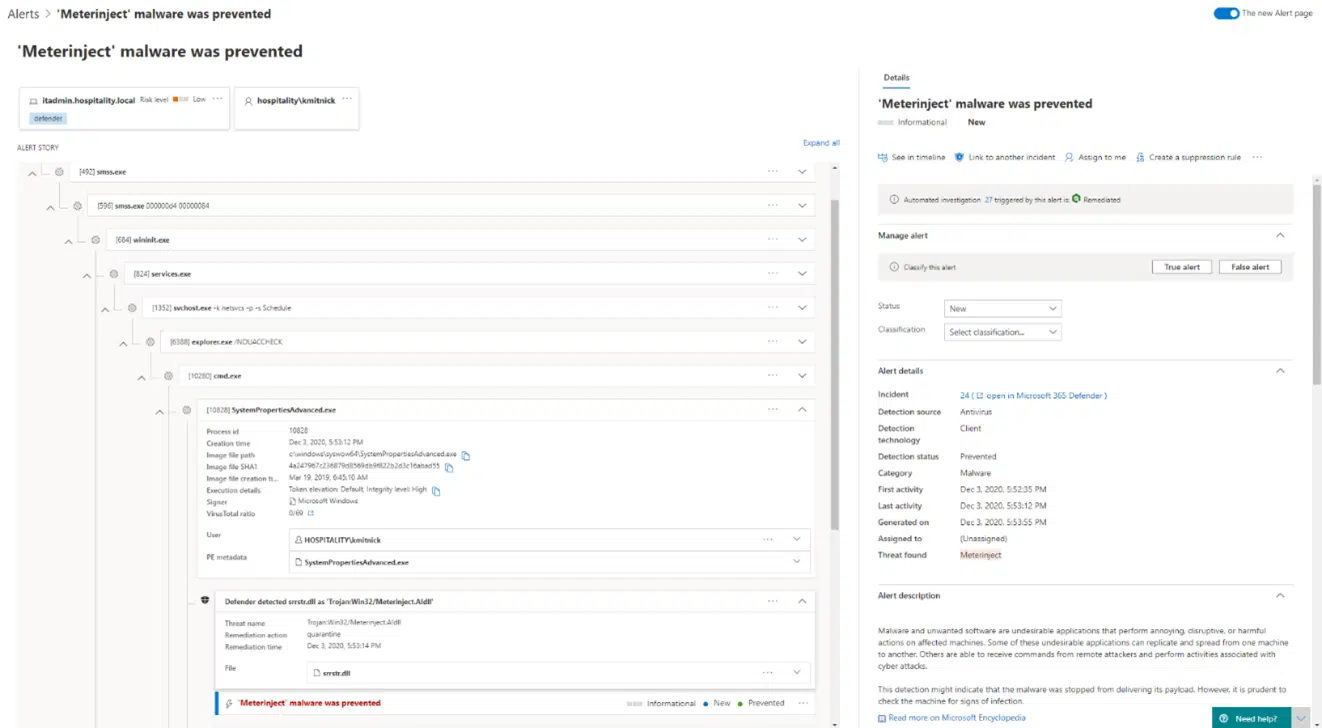 Alerts > 'Meterinject' malware was prevented
The new Alert page
'Meterinject' malware was prevented
itadmin.hospitality.local Risk level Low ...
defender
hospitality\kmitnick ...
ALERT STORY
Expand all
[492] smss.exe ...
[596] smss.exe 000000d4 00000084 ...
[664] wininit.exe ...
[824] services.exe ...
[1352] svchost.exe -k netsvcs -p -s Schedule ...
[6388] explorer.exe /NOUACCHECK ...
[10280] cmd.exe ...
[10828] SystemPropertiesAdvanced.exe ...
Process id 10828
Creation time Dec 3, 2020, 5:53:12 PM
Image file path c:\windows\syswow64\SystemPropertiesAdvanced.exe
Image file SHA1
Image file creation ti... Mar 19, 2019, 6:45:10 AM
Execution details Token elevation: Default, Integrity level: High
Signer Microsoft Windows
VirusTotal ratio 0/69
User HOSPITALITY\kmitnick ...
PE metadata SystemPropertiesAdvanced.exe
Defender detected srrstr.dll as 'Trojan:Win32/Meterinject.A!dll' ...
Threat name Trojan:Win32/Meterinject.A!dll
Remediation action quarantine
Remediation time Dec 3, 2020, 5:53:14 PM
File srrstr.dll ...
'Meterinject' malware was prevented Informational New Prevented ...
Details
'Meterinject' malware was prevented
Informational New
See in timeline Link to another incident Assign to me Create a suppression rule ...
Automated investigation 27 triggered by this alert is: Remediated
Manage alert
Classify this alert True alert False alert
Status New
Classification Select classification...
Alert details
Incident 24 ( open in Microsoft 365 Defender )
Detection source Antivirus
Detection technology Client
Detection status Prevented
Category Malware
First activity Dec 3, 2020, 5:52:35 PM
Last activity Dec 3, 2020, 5:53:12 PM
Generated on Dec 3, 2020, 5:53:55 PM
Assigned to (Unassigned)
Threat found Meterinject
Alert description
Malware and unwanted software are undesirable applications that perform annoying, disruptive, or harmful
actions on affected machines. Some of these undesirable applications can replicate and spread from one machine
to another. Others are able to receive commands from remote attackers and perform activities associated with
cyber attacks.
This detection might indicate that the malware was stopped from delivering its payload. However, it is prudent to
check the machine for signs of infection.
Read more on Microsoft Encyclopedia
Need help?